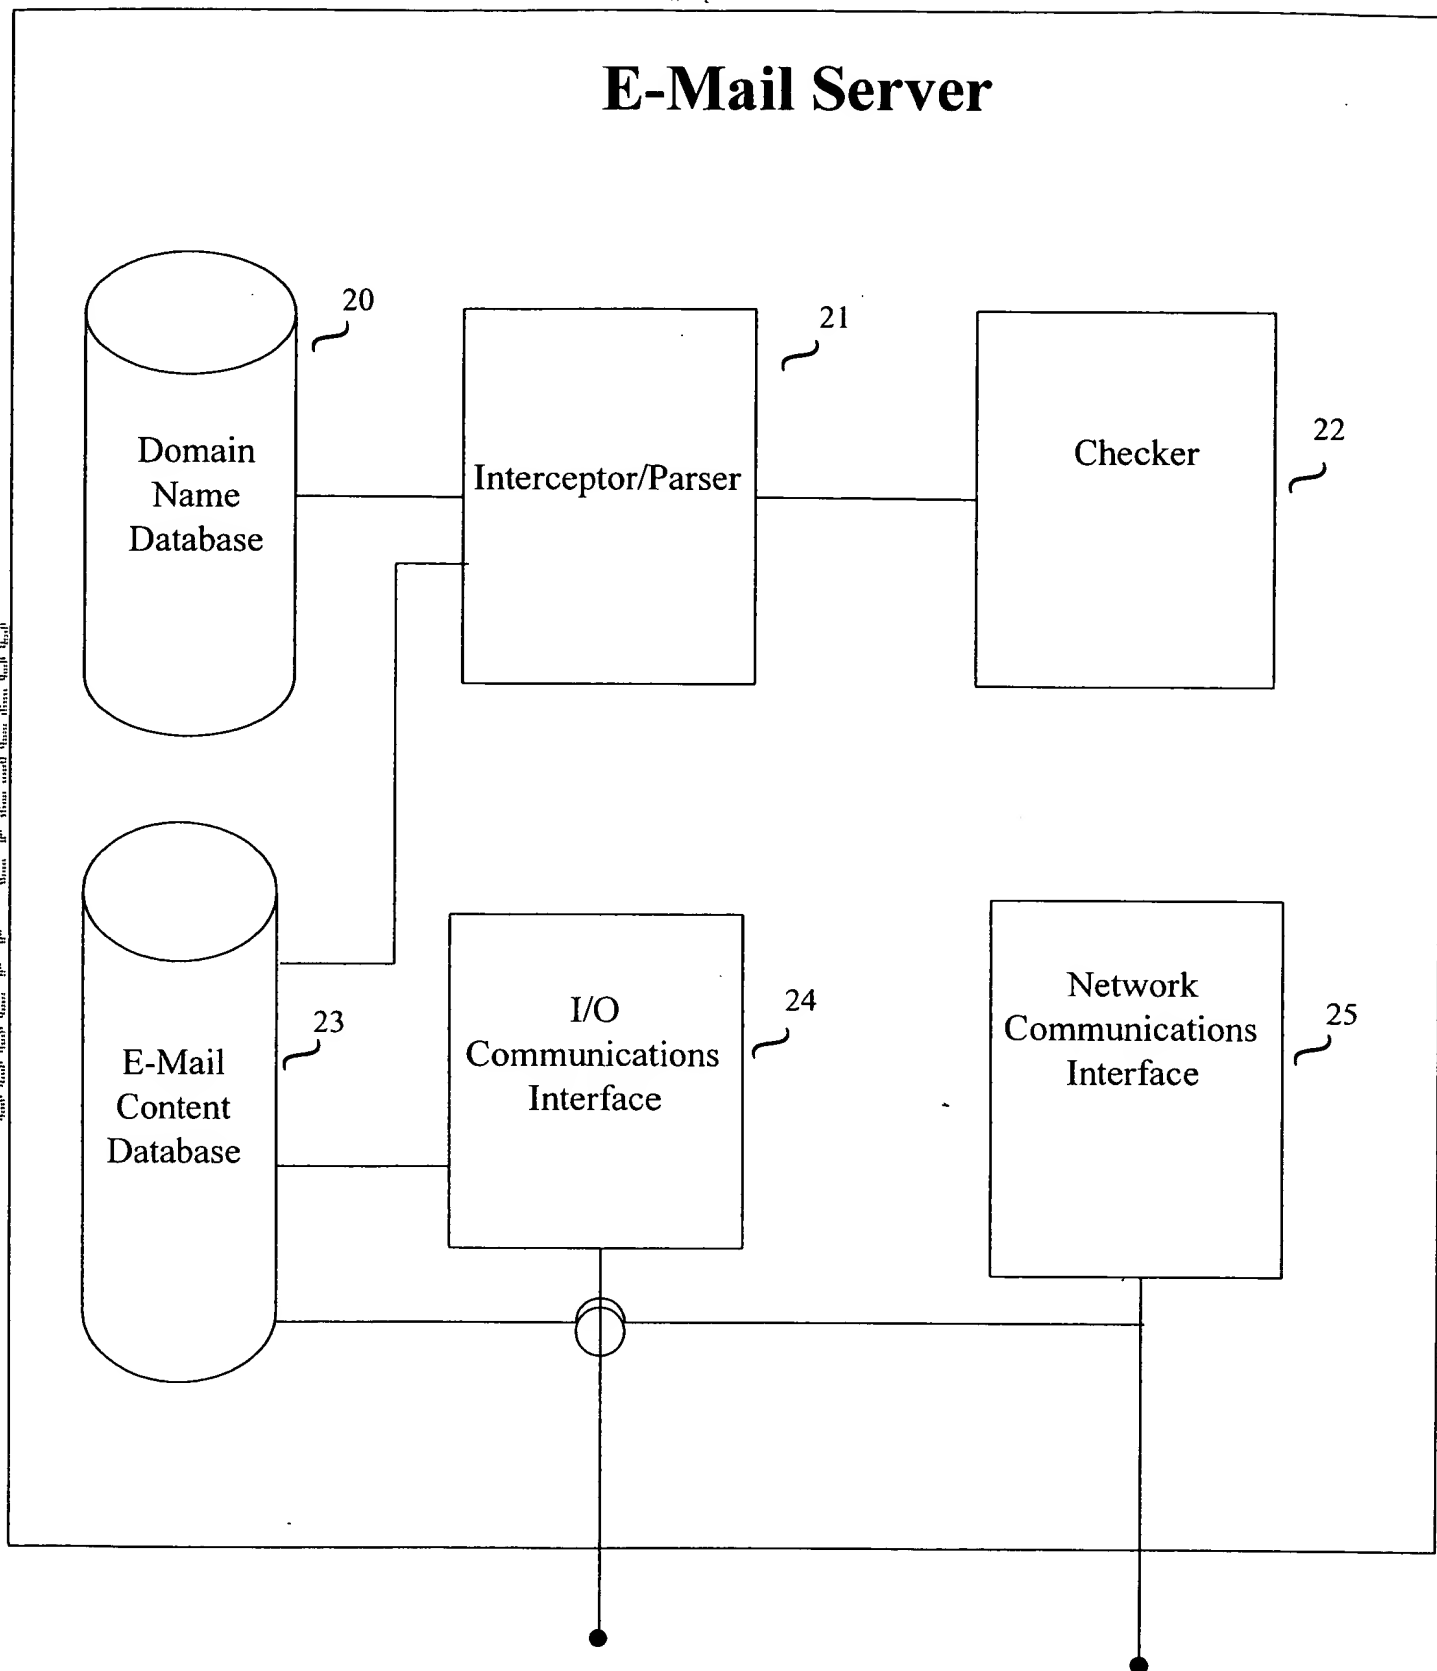 E-Mail Server
20
Domain
Name
Database
21
Interceptor/Parser
22
Checker
23
E-Mail
Content
Database
24
I/O
Communications
Interface
25
Network
Communications
Interface